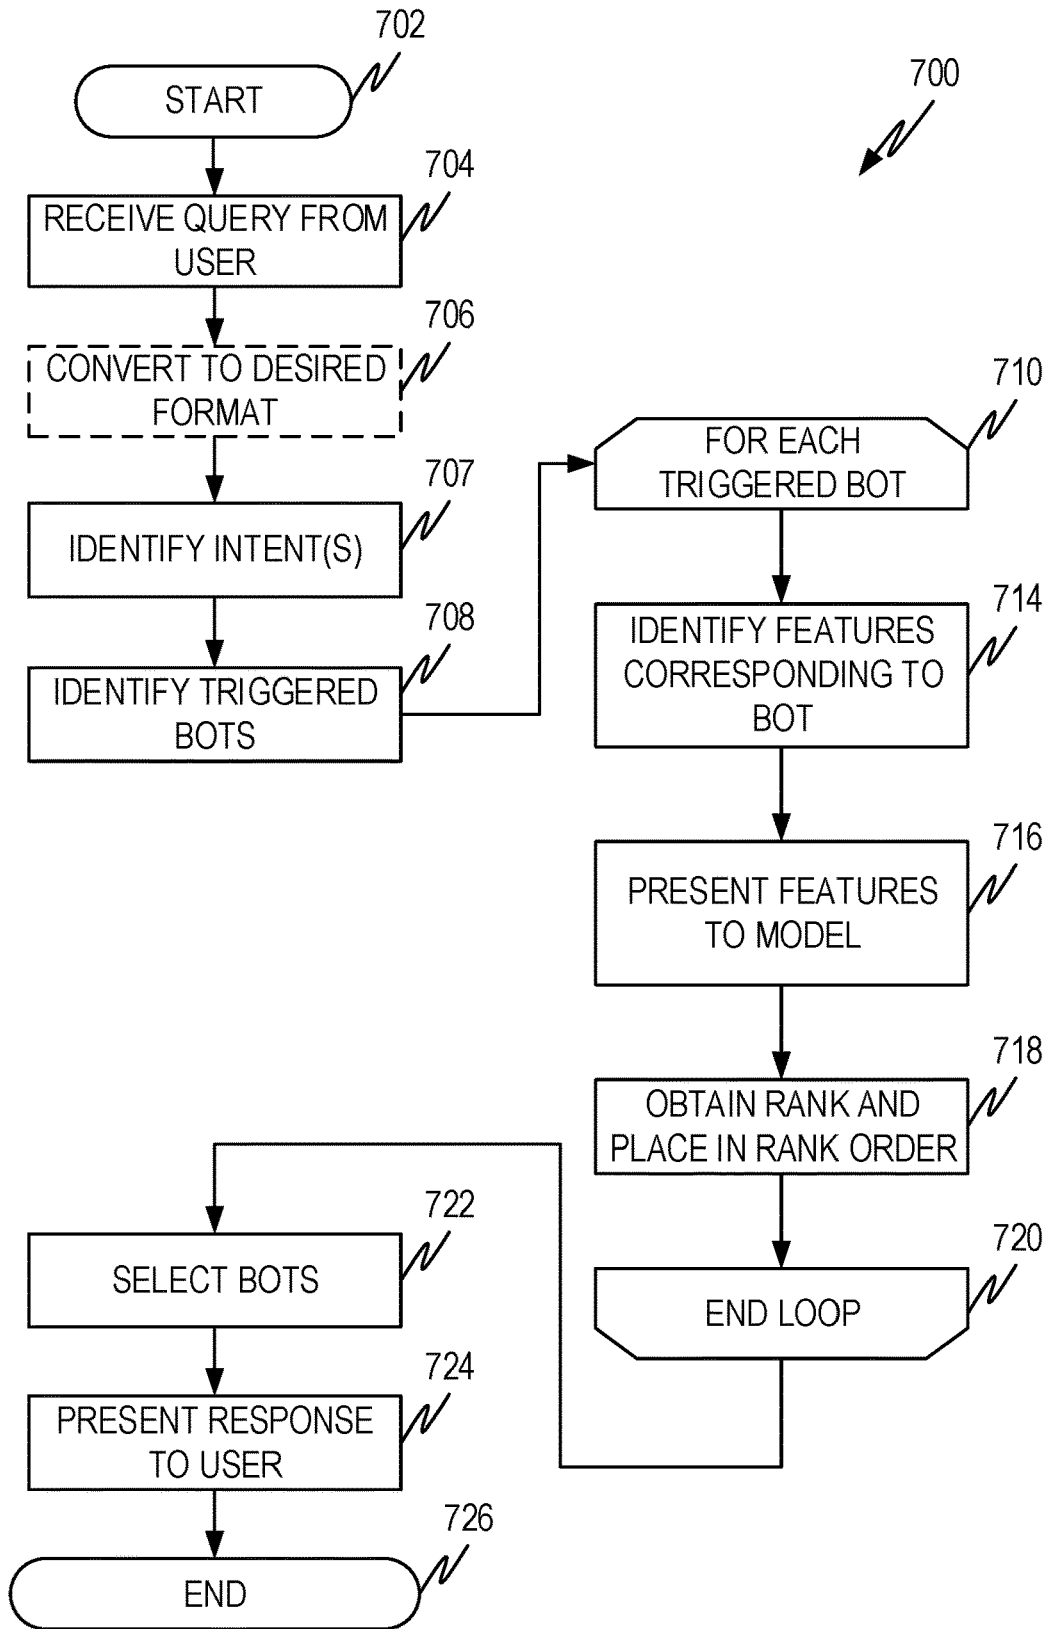 702
START
700
704
RECEIVE QUERY FROM
USER
706
CONVERT TO DESIRED
FORMAT
707
IDENTIFY INTENT(S)
708
IDENTIFY TRIGGERED
BOTS
710
FOR EACH
TRIGGERED BOT
714
IDENTIFY FEATURES
CORRESPONDING TO
BOT
716
PRESENT FEATURES
TO MODEL
718
OBTAIN RANK AND
PLACE IN RANK ORDER
720
END LOOP
722
SELECT BOTS
724
PRESENT RESPONSE
TO USER
726
END